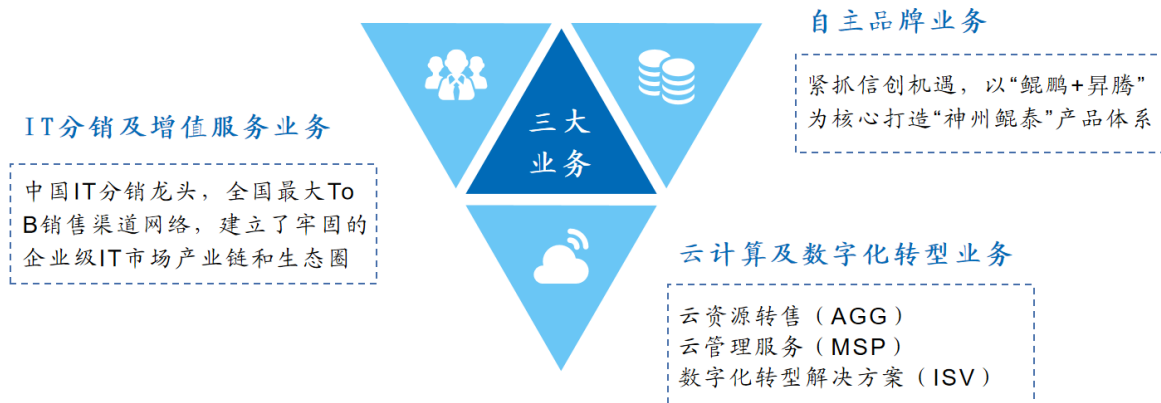 自主品牌业务
紧抓信创机遇，以“鲲鹏+昇腾”
为核心打造“神州鲲泰”产品体系
三大
业务
IT分销及增值服务业务
中国IT分销龙头，全国最大To
B销售渠道网络，建立了牢固的
企业级IT市场产业链和生态圈
云计算及数字化转型业务
云资源转售（AGG）
云管理服务（MSP）
数字化转型解决方案（ISV）